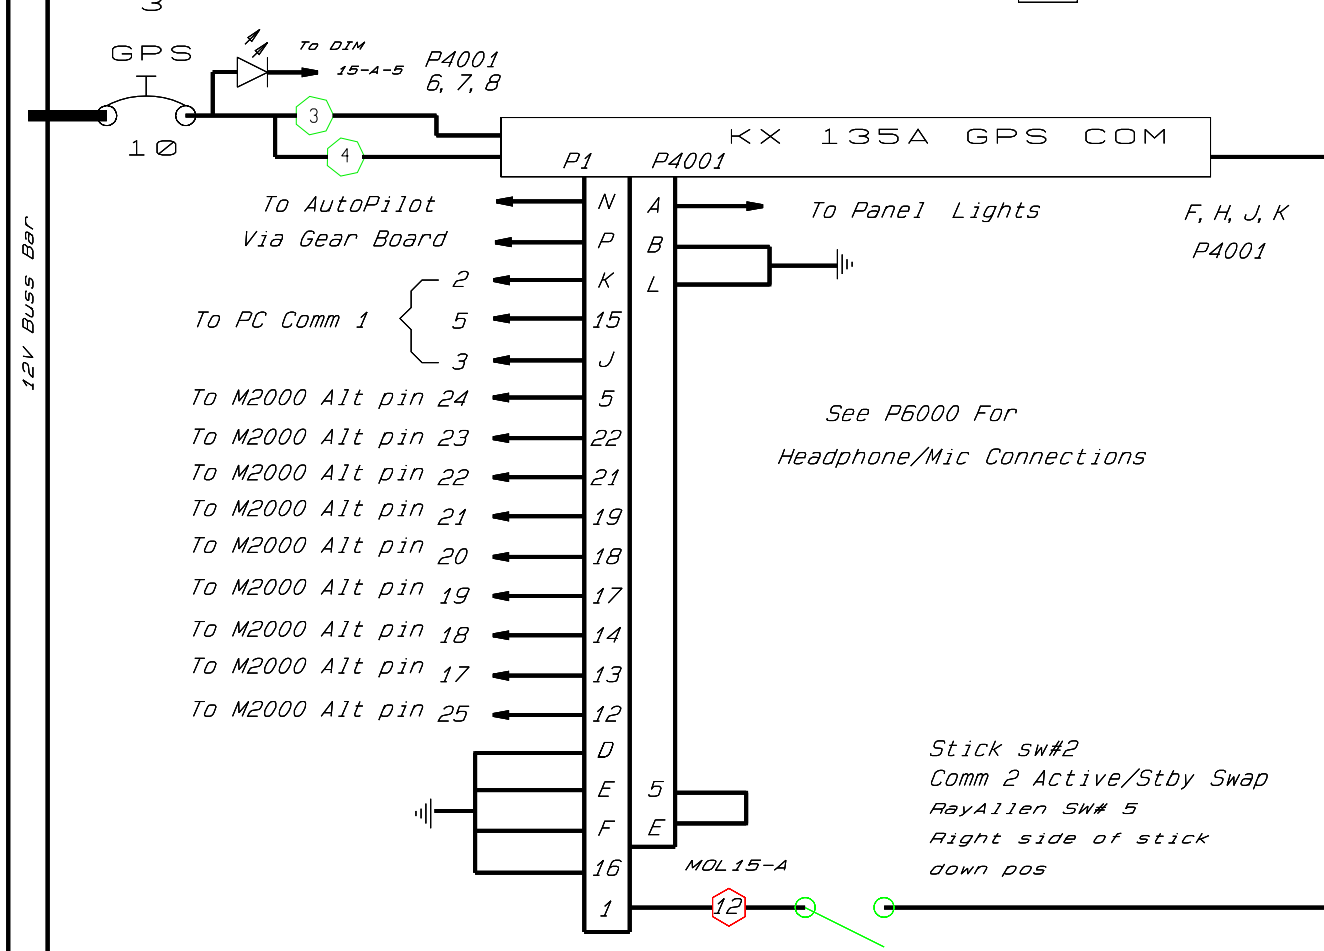 3
GPS
10
12V Buss Bar
To DIM
15-A-5
P4001
6, 7, 8
3
4
KX 135A GPS COM
P1 P4001
To AutoPilot N
Via Gear Board P
A To Panel Lights
B
L
F, H, J, K
P4001
To PC Comm 1
2 K
5 15
3 J
To M2000 Alt pin 24 5
To M2000 Alt pin 23 22
To M2000 Alt pin 22 21
To M2000 Alt pin 21 19
To M2000 Alt pin 20 18
To M2000 Alt pin 19 17
To M2000 Alt pin 18 14
To M2000 Alt pin 17 13
To M2000 Alt pin 25 12
D
E
F
16
1
5
E
See P6000 For
Headphone/Mic Connections
MOL15-A
12
Stick sw#2
Comm 2 Active/Stby Swap
RayAllen SW# 5
Right side of stick
down pos